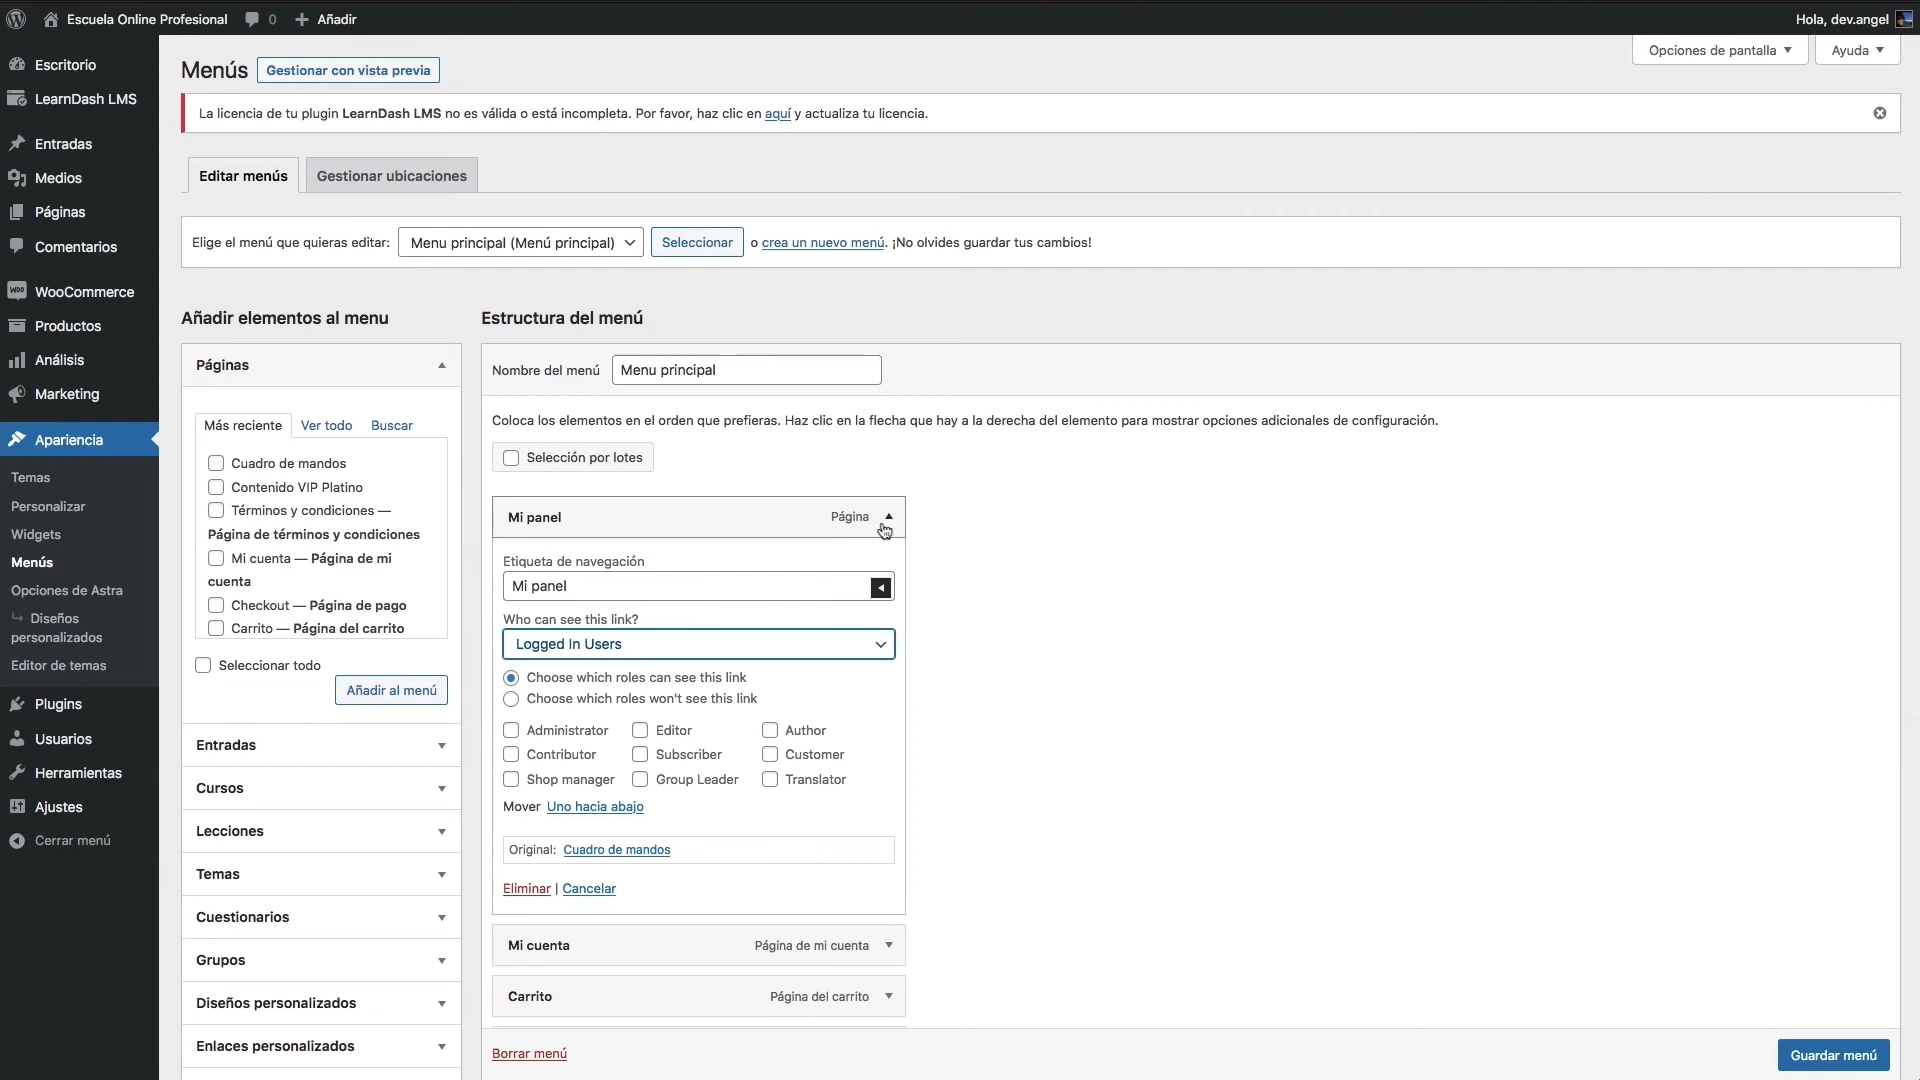 Escuela Online Profesional
0
Añadir
Hola, dev.angel
Escritorio
LearnDash LMS
Entradas
Medios
Páginas
Comentarios
WooCommerce
Productos
Análisis
Marketing
Apariencia
Temas
Personalizar
Widgets
Menús
Opciones de Astra
Diseños
personalizados
Editor de temas
Plugins
Usuarios
Herramientas
Ajustes
Cerrar menú
Opciones de pantalla
Ayuda
Menús
Gestionar con vista previa
La licencia de tu plugin LearnDash LMS no es válida o está incompleta. Por favor, haz clic en aquí y actualiza tu licencia.
Editar menús
Gestionar ubicaciones
Elige el menú que quieras editar: Menu principal (Menú principal) Seleccionar o crea un nuevo menú. ¡No olvides guardar tus cambios!
Añadir elementos al menu
Páginas
Más reciente Ver todo Buscar
Cuadro de mandos
Contenido VIP Platino
Términos y condiciones —
Página de términos y condiciones
Mi cuenta — Página de mi
cuenta
Checkout — Página de pago
Carrito — Página del carrito
Seleccionar todo
Añadir al menú
Entradas
Cursos
Lecciones
Temas
Cuestionarios
Grupos
Diseños personalizados
Enlaces personalizados
Estructura del menú
Nombre del menú Menu principal
Coloca los elementos en el orden que prefieras. Haz clic en la flecha que hay a la derecha del elemento para mostrar opciones adicionales de configuración.
Selección por lotes
Mi panel Página
Etiqueta de navegación
Mi panel
Who can see this link?
Logged In Users
Choose which roles can see this link
Choose which roles won't see this link
Administrator Editor Author
Contributor Subscriber Customer
Shop manager Group Leader Translator
Mover Uno hacia abajo
Original: Cuadro de mandos
Eliminar | Cancelar
Mi cuenta Página de mi cuenta
Carrito Página del carrito
Borrar menú
Guardar menú